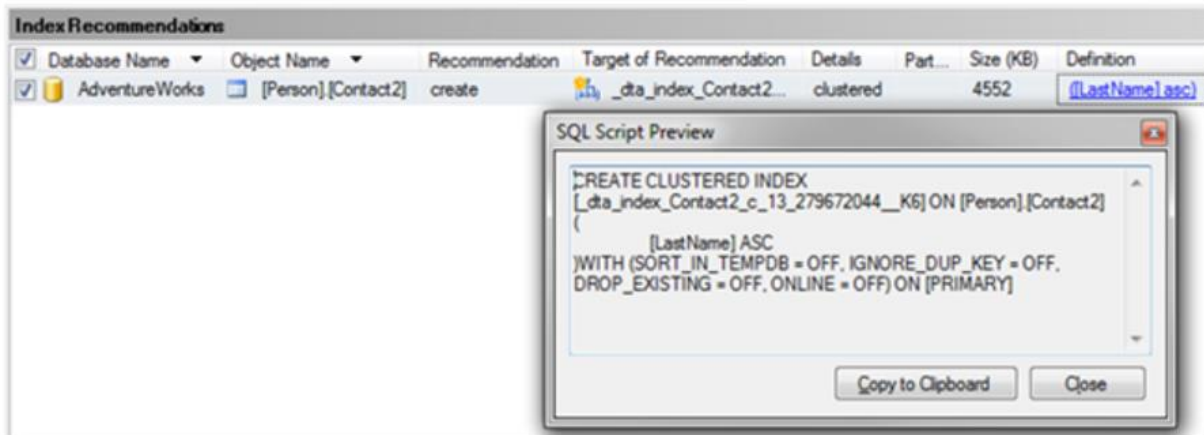 Index Recommendations
Database Name Object Name Recommendation Target of Recommendation Details Part... Size (KB) Definition
AdventureWorks [Person].[Contact2] create _dta_index_Contact2... clustered 4552 ([LastName] asc)
SQL Script Preview
CREATE CLUSTERED INDEX
[_dta_index_Contact2_c_13_279672044__K6] ON [Person].[Contact2]
(
[LastName] ASC
)WITH (SORT_IN_TEMPDB = OFF, IGNORE_DUP_KEY = OFF,
DROP_EXISTING = OFF, ONLINE = OFF) ON [PRIMARY]
Copy to Clipboard Close